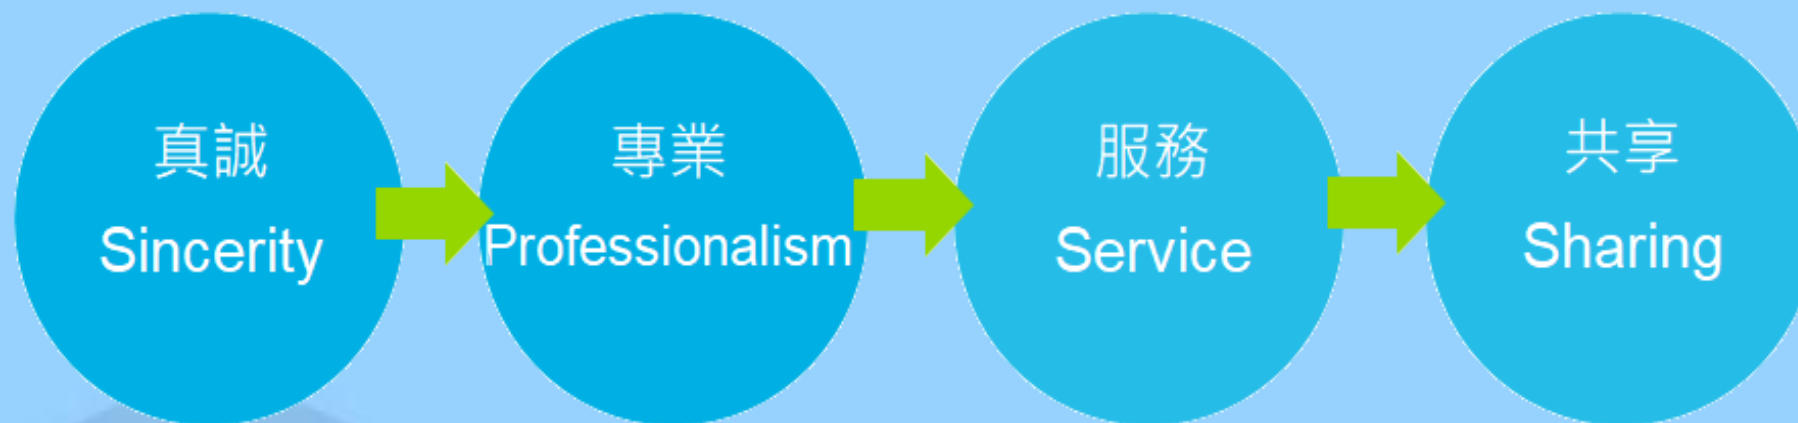 真誠
Sincerity
專業
Professionalism
服務
Service
共享
Sharing